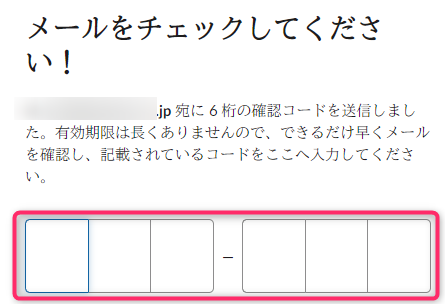 メールをチェックしてくださ
い！
.jp 宛に 6 桁の確認コードを送信しまし
た。有効期限は長くありませんので、できるだけ早くメール
を確認し、記載されているコードをここへ入力してくださ
い。
–